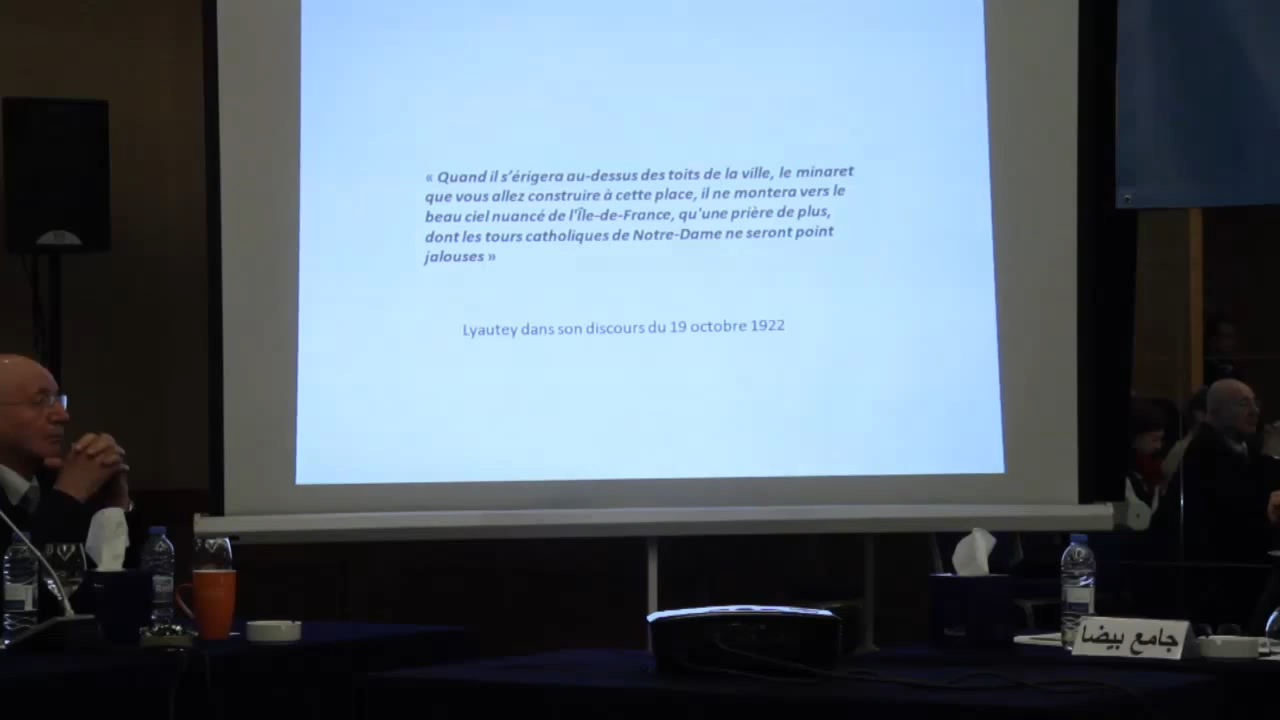 « Quand il s’érigera au-dessus des toits de la ville, le minaret
que vous allez construire à cette place, il ne montera vers le
beau ciel nuancé de l'Île-de-France, qu'une prière de plus,
dont les tours catholiques de Notre-Dame ne seront point
jalouses »
Lyautey dans son discours du 19 octobre 1922
جامع بيضا